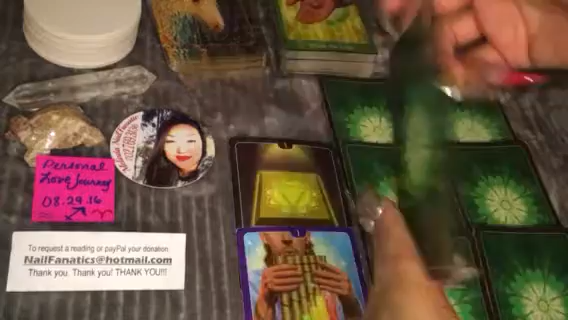 Personal
Love Journey
08.29.16
To request a reading or payPal your donation:
NailFanatics@hotmail.com
Thank you. Thank you! THANK YOU!!!